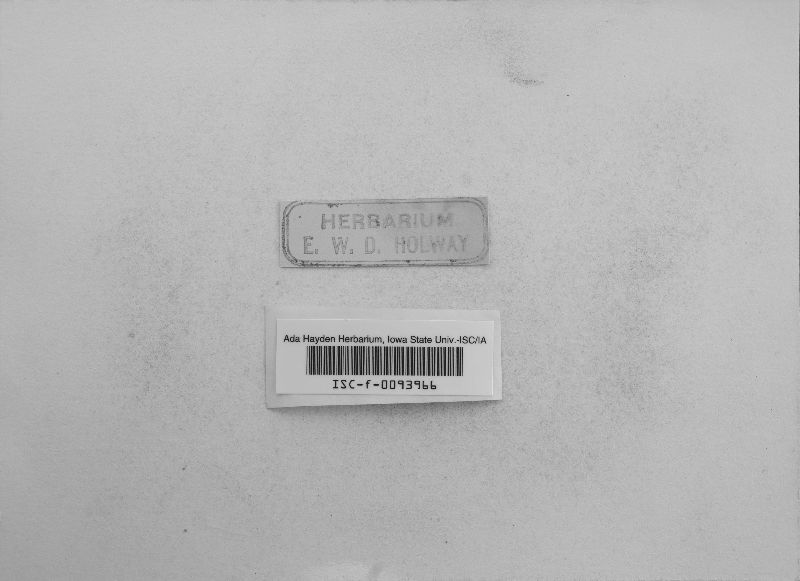 HERBARIUM
E. W. D. HOLWAY
Ada Hayden Herbarium, Iowa State Univ.-ISC/IA
ISC-f-0093966